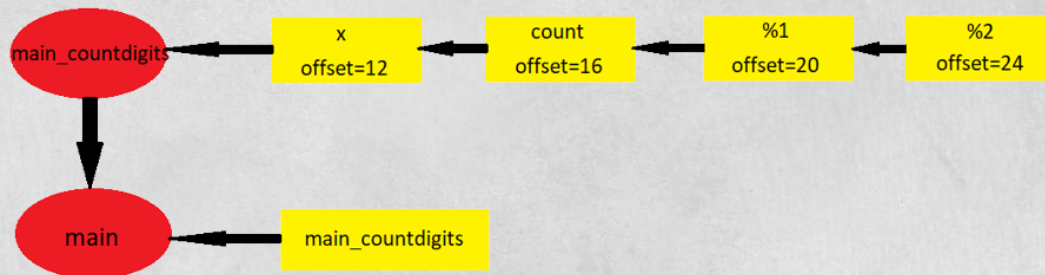 main_countdigits
x
offset=12
count
offset=16
%1
offset=20
%2
offset=24
main
main_countdigits